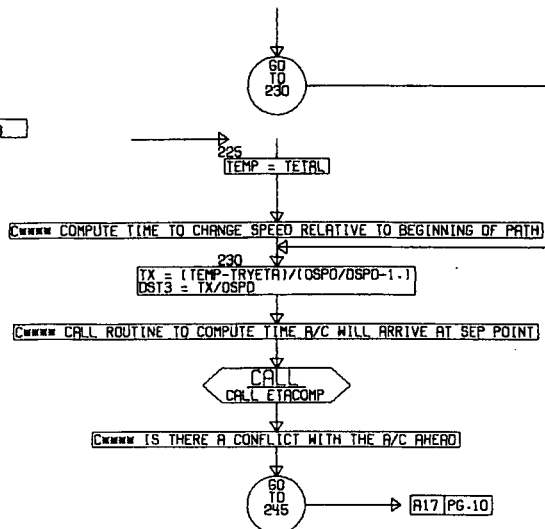 GO
TO
230
225
TEMP = TETAL
C**** COMPUTE TIME TO CHANGE SPEED RELATIVE TO BEGINNING OF PATH
230
TX = (TEMP-TRYETA)/(OSPD/DSPD-1.)
DST3 = TX/OSPD
C**** CALL ROUTINE TO COMPUTE TIME A/C WILL ARRIVE AT SEP POINT
CALL
CALL ETACOMP
C**** IS THERE A CONFLICT WITH THE A/C AHEAD
GO
TO
245
A17 PG.10